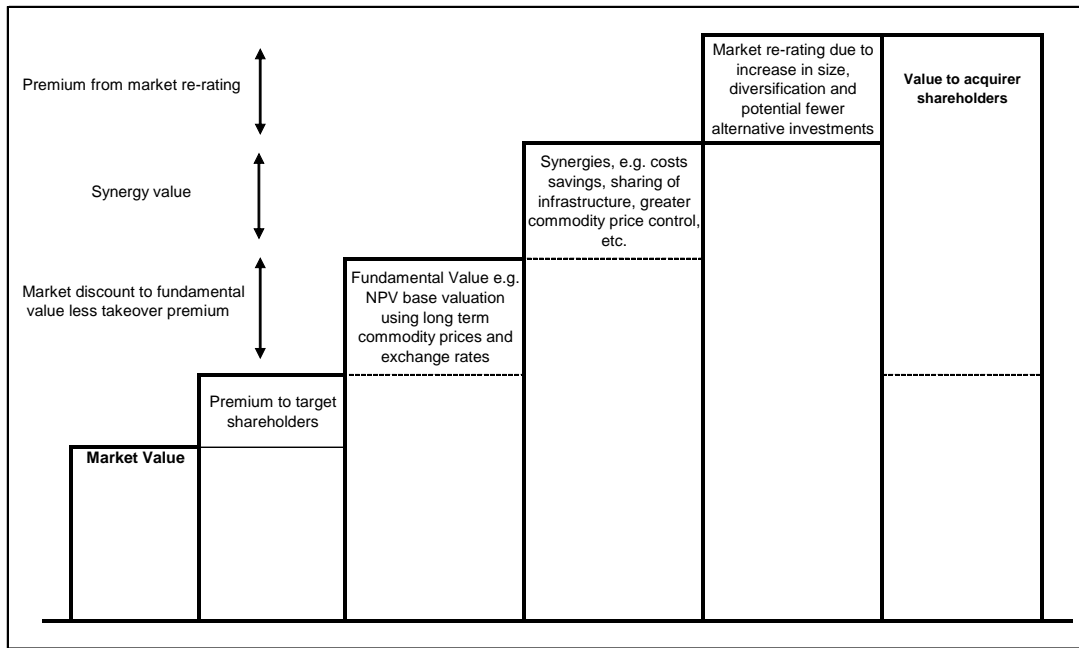 Premium from market re-rating
Market re-rating due to
increase in size,
diversification and
potential fewer
alternative investments
Value to acquirer
shareholders
Synergy value
Synergies, e.g. costs
savings, sharing of
infrastructure, greater
commodity price control,
etc.
Market discount to fundamental
value less takeover premium
Fundamental Value e.g.
NPV base valuation
using long term
commodity prices and
exchange rates
Premium to target
shareholders
Market Value